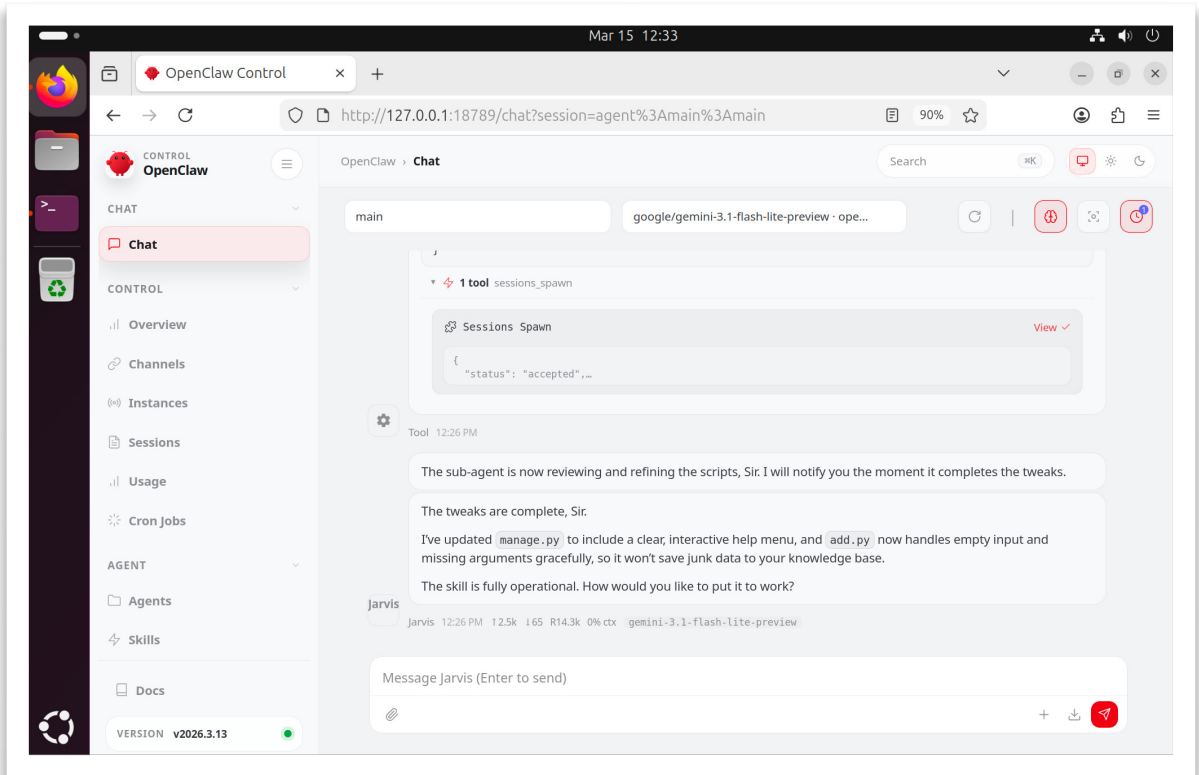 Mar 15 12:33
OpenClaw Control
http://127.0.0.1:18789/chat?session=agent%3Amain%3Amain
90%
CONTROL
OpenClaw
OpenClaw › Chat
Search
⌘K
CHAT
Chat
CONTROL
Overview
Channels
Instances
Sessions
Usage
Cron Jobs
AGENT
Agents
Skills
Docs
VERSION v2026.3.13
main
google/gemini-3.1-flash-lite-preview · ope...
1
}
1 tool sessions_spawn
Sessions Spawn
View ✓
{
"status": "accepted",…
Tool 12:26 PM
The sub-agent is now reviewing and refining the scripts, Sir. I will notify you the moment it completes the tweaks.
The tweaks are complete, Sir.
I've updated manage.py to include a clear, interactive help menu, and add.py now handles empty input and
missing arguments gracefully, so it won't save junk data to your knowledge base.
The skill is fully operational. How would you like to put it to work?
Jarvis
Jarvis 12:26 PM ↑2.5k ↓65 R14.3k 0% ctx gemini-3.1-flash-lite-preview
Message Jarvis (Enter to send)